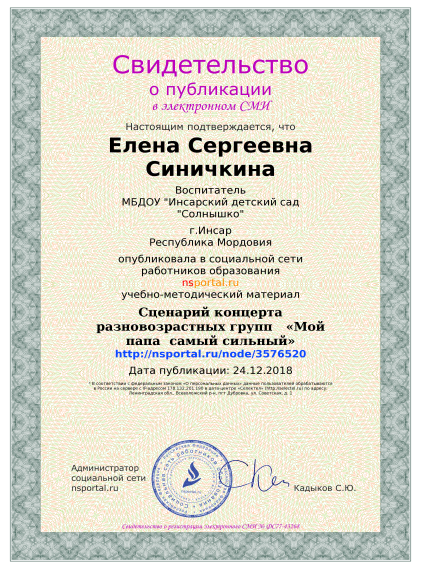 Свидетельство
о публикации
в электронном СМИ
Настоящим подтверждается, что
Елена Сергеевна
Синичкина
Воспитатель
МБДОУ "Инсарский детский сад
"Солнышко"
г.Инсар
Республика Мордовия
опубликовала в социальной сети
работников образования
nsportal.ru
учебно-методический материал
Сценарий концерта
разновозрастных групп «Мой
папа самый сильный»
http://nsportal.ru/node/3576520
Дата публикации: 24.12.2018
* В соответствии с федеральным законом «О персональных данных» данные пользователей обрабатываются
в России на сервере с IP-адресом 178.132.201.190 в дата-центре «Селектел» (http://selectel.ru) по адресу:
Ленинградская обл., Всеволожский р-н, пгт Дубровка, ул. Советская, д. 1
Администратор
социальной сети
nsportal.ru
Кадыков С.Ю.
Свидетельство о регистрации электронного СМИ № ФС77-43268